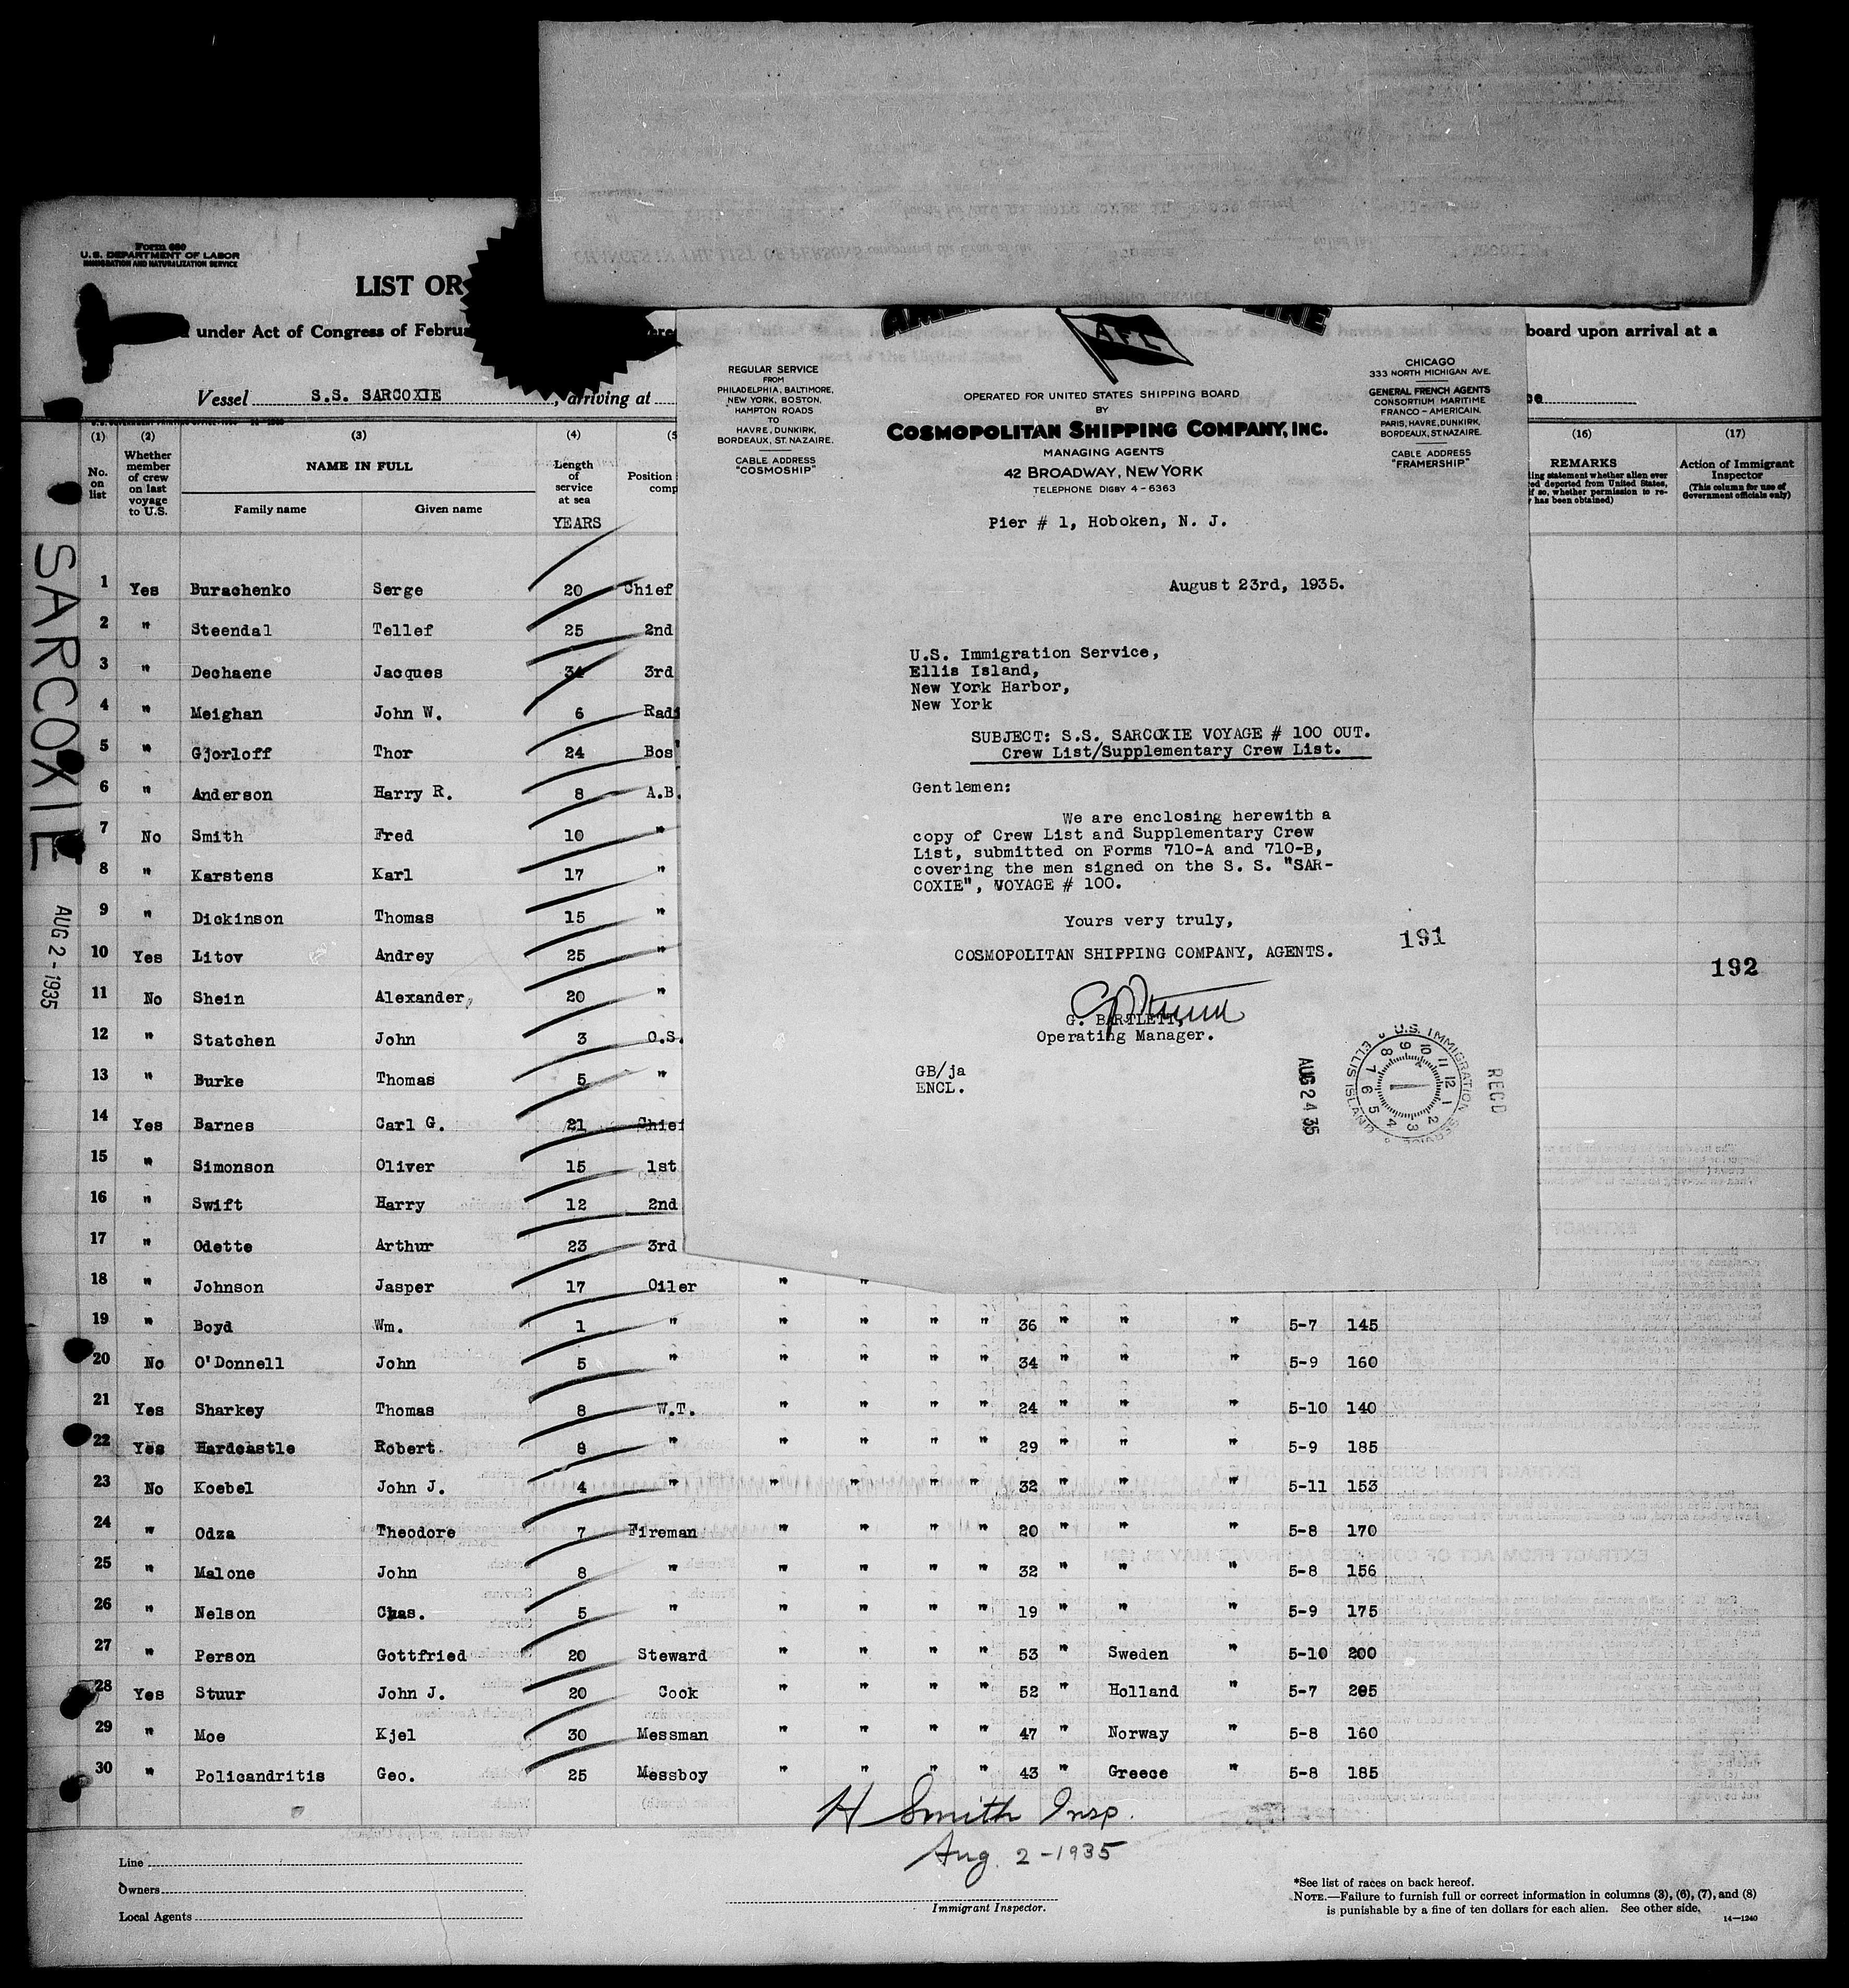 Form 680
U.S. DEPARTMENT OF LABOR
IMMIGRATION AND NATURALIZATION SERVICE
LIST OR
under Act of Congress of Februa
board upon arrival at a
Vessel S.S. SARCOXIE , arriving at
(1) (2) (3) (4) (5
No. on list
Whether member of crew on last voyage to U.S.
NAME IN FULL
Family name Given name
Length of service at sea
YEARS
Position
comp
(16) (17)
REMARKS
Action of Immigrant Inspector
(This column for use of Government officials only)
SARCOXIE
AUG 2-1935
1 Yes Burachenko Serge 20 Chief
2 " Steendal Tellef 25 2nd
3 " Dechaene Jacques 34 3rd
4 " Meighan John W. 6 Radi
5 " Gjorloff Thor 24 Bos'
6 " Anderson Harry R. 8 A.B.
7 No Smith Fred 10 "
8 " Karstens Karl 17 "
9 " Dickinson Thomas 15 "
10 Yes Litov Andrey 25 "
11 No Shein Alexander 20 "
12 " Statchen John 3 O.S.
13 " Burke Thomas 5 "
14 Yes Barnes Carl G. 21 Chief
15 " Simonson Oliver 15 1st
16 " Swift Harry 12 2nd
17 " Odette Arthur 23 3rd
18 " Johnson Jasper 17 Oiler " "
19 " Boyd Wm. 1 " " " " " 36 " " " 5-7 145
20 No O'Donnell John 5 " " " " " 34 " " " 5-9 160
21 Yes Sharkey Thomas 8 W.T. " " " " 24 " " " 5-10 140
22 Yes Hardcastle Robert 8 " " " " " 29 " " " 5-9 185
23 No Koebel John J. 4 " " " " " 32 " " " 5-11 153
24 " Odza Theodore 7 Fireman " " " " 20 " " " 5-8 170
25 " Malone John 8 " " " " " 32 " " " 5-8 156
26 " Nelson Chas. 5 " " " " " 19 " " " 5-9 175
27 " Person Gottfried 20 Steward " " " " 53 " Sweden " 5-10 200
28 Yes Stuur John J. 20 Cook " " " " 52 " Holland " 5-7 205
29 " Moe Kjel 30 Messman " " " " 47 " Norway " 5-8 160
30 " Policandritis Geo. 25 Messboy " " " " 43 " Greece " 5-8 185
192
H Smith Insp.
Aug. 2-1935
Immigrant Inspector.
Line
Owners
Local Agents
*See list of races on back hereof.
NOTE.—Failure to furnish full or correct information in columns (3), (6), (7), and (8)
is punishable by a fine of ten dollars for each alien. See other side.
14—1240
LINE
AFL
REGULAR SERVICE
FROM
PHILADELPHIA, BALTIMORE,
NEW YORK, BOSTON,
HAMPTON ROADS
TO
HAVRE, DUNKIRK,
BORDEAUX, ST. NAZAIRE.
CABLE ADDRESS
"COSMOSHIP"
OPERATED FOR UNITED STATES SHIPPING BOARD
BY
COSMOPOLITAN SHIPPING COMPANY, INC.
MANAGING AGENTS
42 BROADWAY, NEW YORK
TELEPHONE DIGBY 4-6363
CHICAGO
333 NORTH MICHIGAN AVE.
GENERAL FRENCH AGENTS
CONSORTIUM MARITIME
FRANCO-AMERICAIN,
PARIS, HAVRE, DUNKIRK,
BORDEAUX, ST. NAZAIRE.
CABLE ADDRESS
"FRAMERSHIP"
Pier # 1, Hoboken, N. J.
August 23rd, 1935.
U.S. Immigration Service,
Ellis Island,
New York Harbor,
New York
SUBJECT: S.S. SARCOXIE VOYAGE # 100 OUT.
Crew List/Supplementary Crew List.
Gentlemen:
We are enclosing herewith a
copy of Crew List and Supplementary Crew
List, submitted on Forms 710-A and 710-B,
covering the men signed on the S. S. "SAR-
COXIE", VOYAGE # 100.
Yours very truly,
COSMOPOLITAN SHIPPING COMPANY, AGENTS.
191
G. BARTLETT,
Operating Manager.
GB/ja
ENCL.
AUG 24 35
U.S. IMMIGRATION SERVICE ELLIS ISLAND
12 1 2 3 4 5 6 7 8 9 10 11
RECD